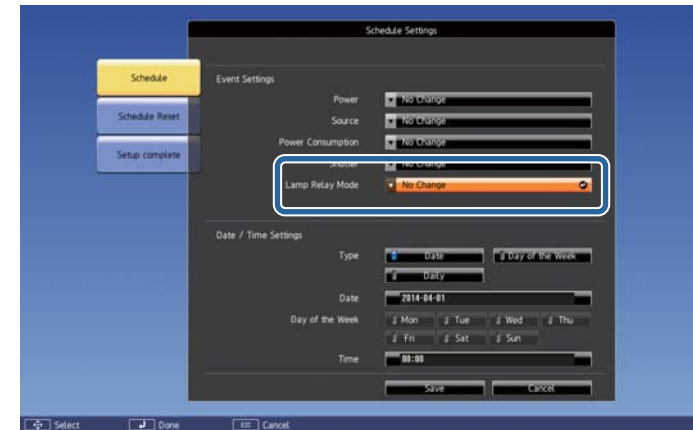 Schedule Settings
Schedule
Schedule Reset
Setup complete
Event Settings
Power No Change
Source No Change
Power Consumption No Change
Shutter No Change
Lamp Relay Mode No Change
Date / Time Settings
Type Date Day of the Week
Daily
Date 2014-04-01
Day of the Week Mon Tue Wed Thu
Fri Sat Sun
Time 00:00
Save Cancel
Select Done Cancel